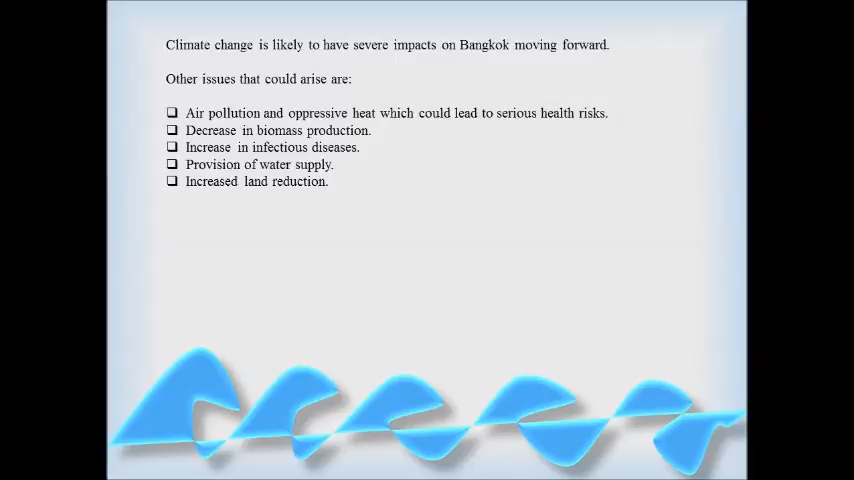 Climate change is likely to have severe impacts on Bangkok moving forward.
Other issues that could arise are:
❑ Air pollution and oppressive heat which could lead to serious health risks.
❑ Decrease in biomass production.
❑ Increase in infectious diseases.
❑ Provision of water supply.
❑ Increased land reduction.